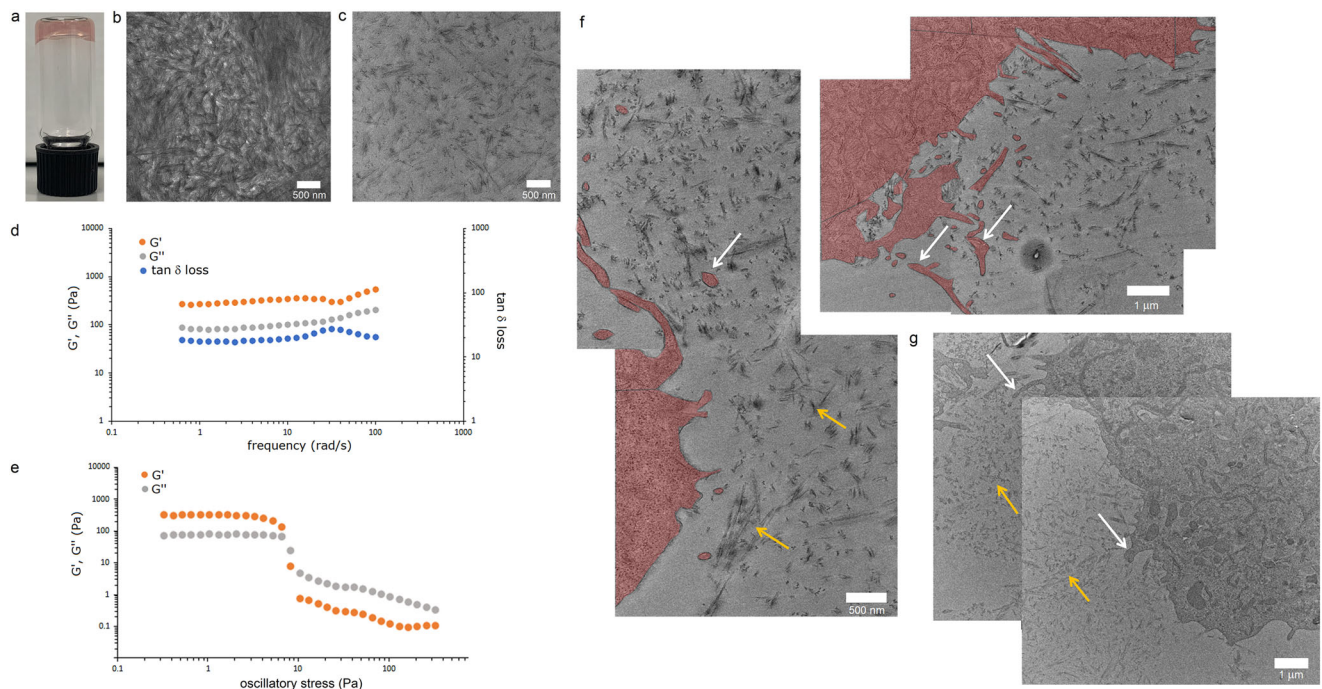 a
b
c
f
500 nm
500 nm
1 µm
d
10000
1000
100
10
1
G', G'' (Pa)
G'
G''
tan δ loss
1000
100
10
1
tan δ loss
0.1
1
10
100
1000
frequency (rad/s)
e
10000
1000
100
10
1
0.1
G', G'' (Pa)
G'
G''
0.1
1
10
100
oscillatory stress (Pa)
500 nm
g
1 µm